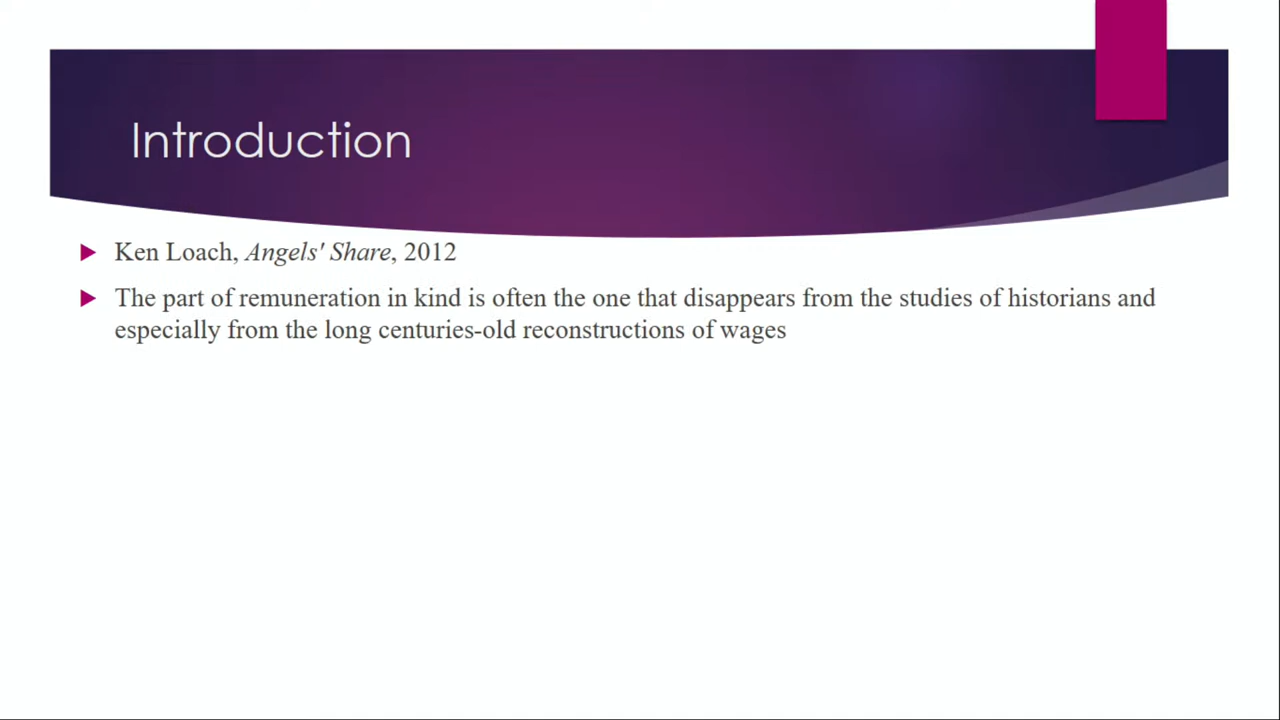 Introduction
Ken Loach, Angels' Share, 2012
The part of remuneration in kind is often the one that disappears from the studies of historians and
especially from the long centuries-old reconstructions of wages